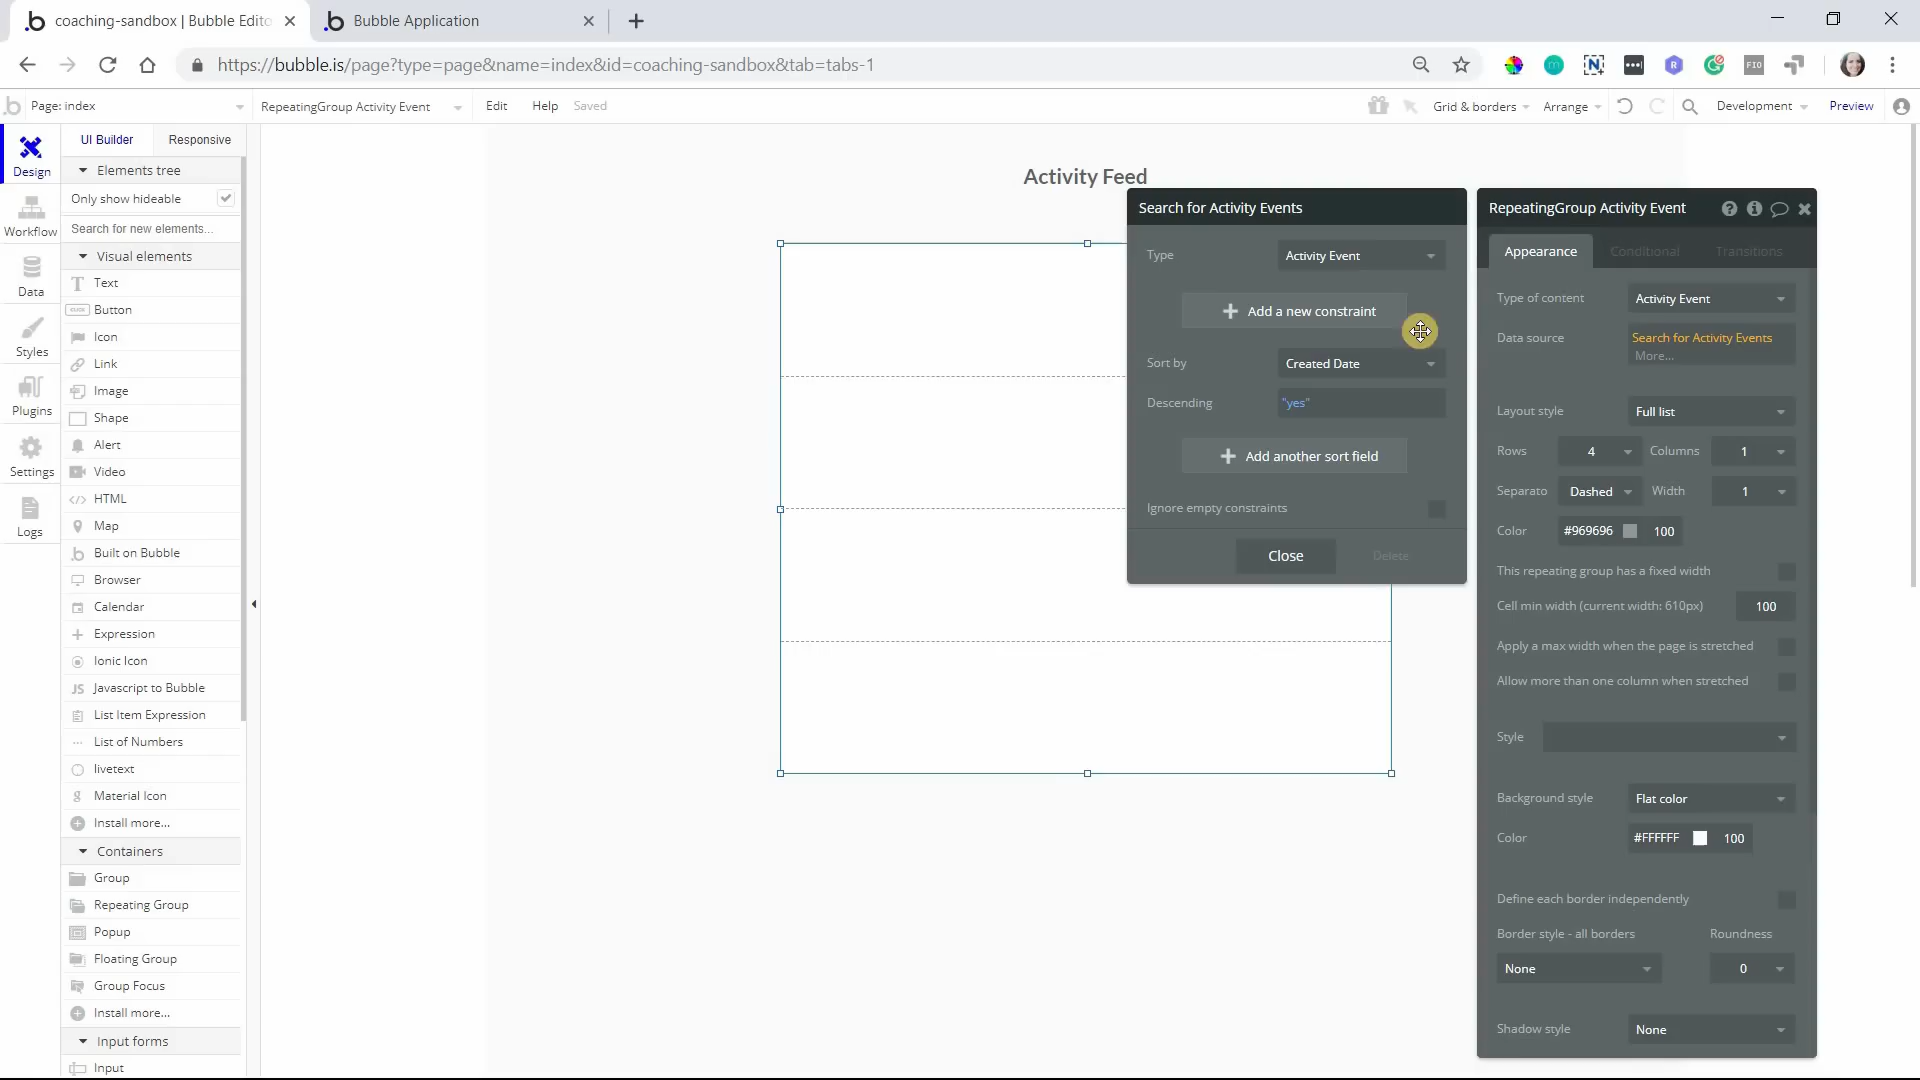 coaching-sandbox | Bubble Edito
Bubble Application
https://bubble.is/page?type=page&name=index&id=coaching-sandbox&tab=tabs-1
Page: index
RepeatingGroup Activity Event
Edit
Help
Saved
Grid & borders
Arrange
Development
Preview
Design
Workflow
Data
Styles
Plugins
Settings
Logs
UI Builder
Responsive
Elements tree
Only show hideable
Search for new elements...
Visual elements
Text
Button
Icon
Link
Image
Shape
Alert
Video
HTML
Map
Built on Bubble
Browser
Calendar
Expression
Ionic Icon
Javascript to Bubble
List Item Expression
List of Numbers
livetext
Material Icon
Install more...
Containers
Group
Repeating Group
Popup
Floating Group
Group Focus
Install more...
Input forms
Input
Activity Feed
Search for Activity Events
Type
Activity Event
Add a new constraint
Sort by
Created Date
Descending
"yes"
Add another sort field
Ignore empty constraints
Close
Delete
RepeatingGroup Activity Event
Appearance
Conditional
Transitions
Type of content
Activity Event
Data source
Search for Activity Events
More...
Layout style
Full list
Rows
4
Columns
1
Separato
Dashed
Width
1
Color
#969696
100
This repeating group has a fixed width
Cell min width (current width: 610px)
100
Apply a max width when the page is stretched
Allow more than one column when stretched
Style
Background style
Flat color
Color
#FFFFFF
100
Define each border independently
Border style - all borders
Roundness
None
0
Shadow style
None